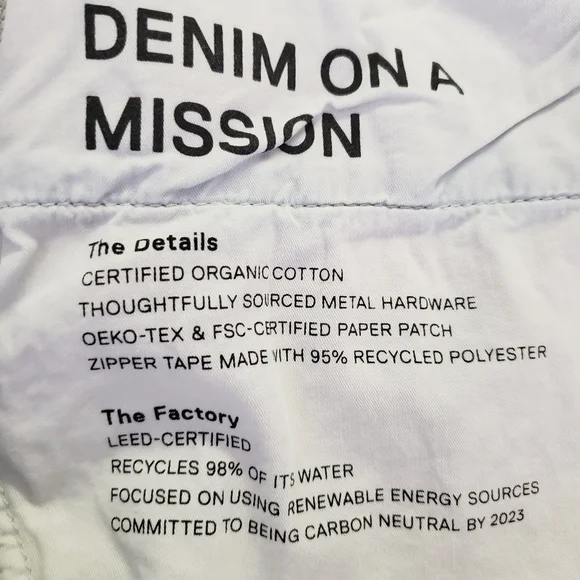 DENIM ON A
MISSION
The Details
CERTIFIED ORGANIC COTTON
THOUGHTFULLY SOURCED METAL HARDWARE
OEKO-TEX & FSC-CERTIFIED PAPER PATCH
ZIPPER TAPE MADE WITH 95% RECYCLED POLYESTER
The Factory
LEED-CERTIFIED
RECYCLES 98% OF ITS WATER
FOCUSED ON USING RENEWABLE ENERGY SOURCES
COMMITTED TO BEING CARBON NEUTRAL BY 2023